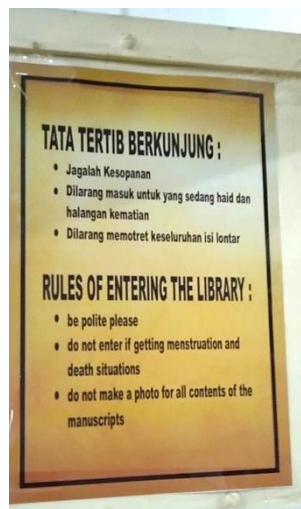 TATA TERTIB BERKUNJUNG :
• Jagalah Kesopanan
• Dilarang masuk untuk yang sedang haid dan
halangan kematian
• Dilarang memotret keseluruhan isi lontar
RULES OF ENTERING THE LIBRARY :
• be polite please
• do not enter if getting menstruation and
death situations
• do not make a photo for all contents of the
manuscripts